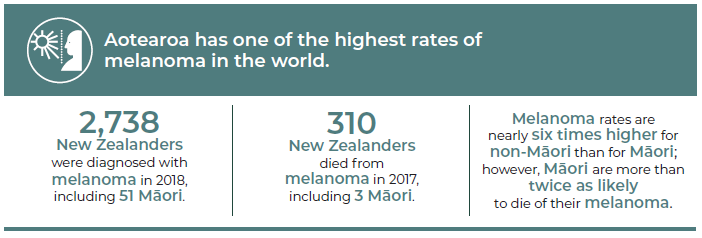 Aotearoa has one of the highest rates of
melanoma in the world.
2,738
New Zealanders
were diagnosed with
melanoma in 2018,
including 51 Māori.
310
New Zealanders
died from
melanoma in 2017,
including 3 Māori.
Melanoma rates are
nearly six times higher for
non-Māori than for Māori;
however, Māori are more than
twice as likely
to die of their melanoma.